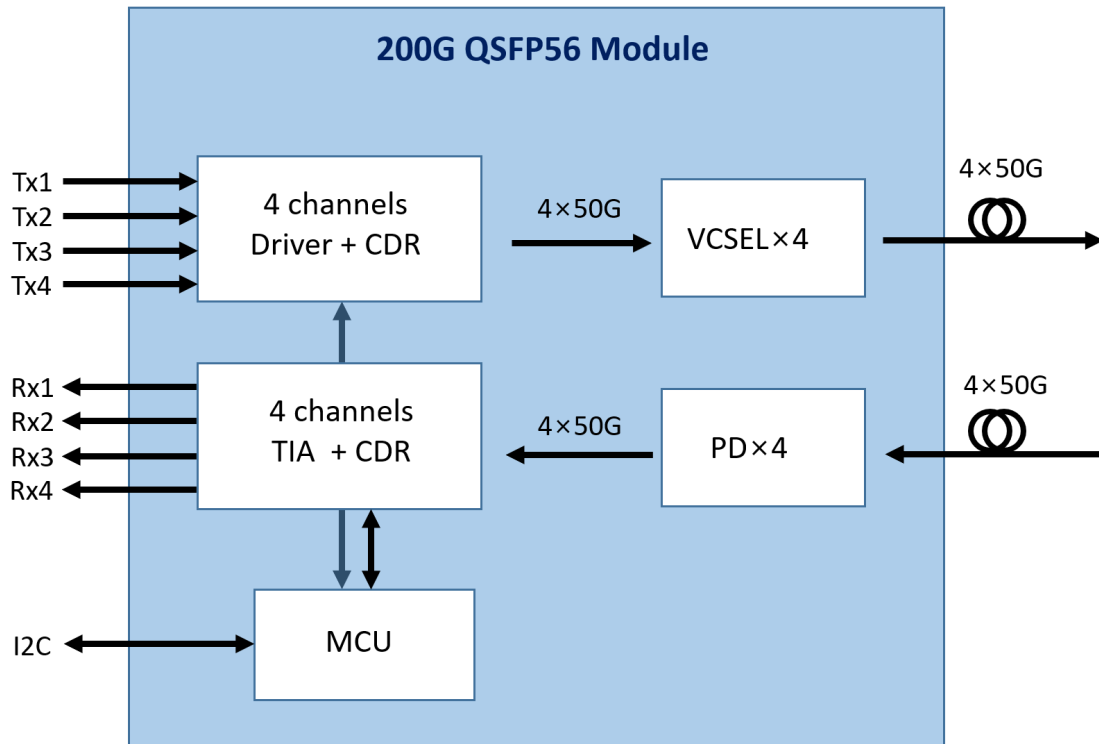 200G QSFP56 Module
Tx1
Tx2
Tx3
Tx4
4 channels
Driver + CDR
4×50G
VCSEL×4
4×50G
Rx1
Rx2
Rx3
Rx4
4 channels
TIA + CDR
4×50G
PD×4
4×50G
I2C
MCU